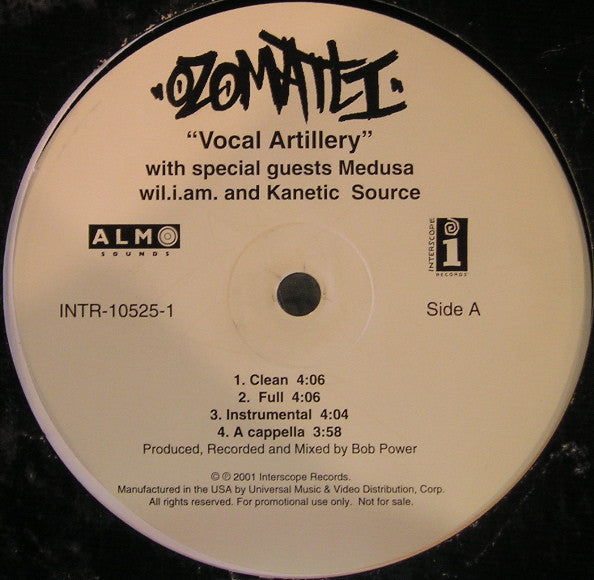 OZOMATLI
“Vocal Artillery”
with special guests Medusa
wil.i.am. and Kanetic Source
ALMO
SOUNDS
INTERSCOPE
i
RECORDS
INTR-10525-1
Side A
1. Clean 4:06
2. Full 4:06
3. Instrumental 4:04
4. A cappella 3:58
Produced, Recorded and Mixed by Bob Power
© ℗ 2001 Interscope Records.
Manufactured in the USA by Universal Music & Video Distribution, Corp.
All rights reserved. For promotional use only. Not for sale.